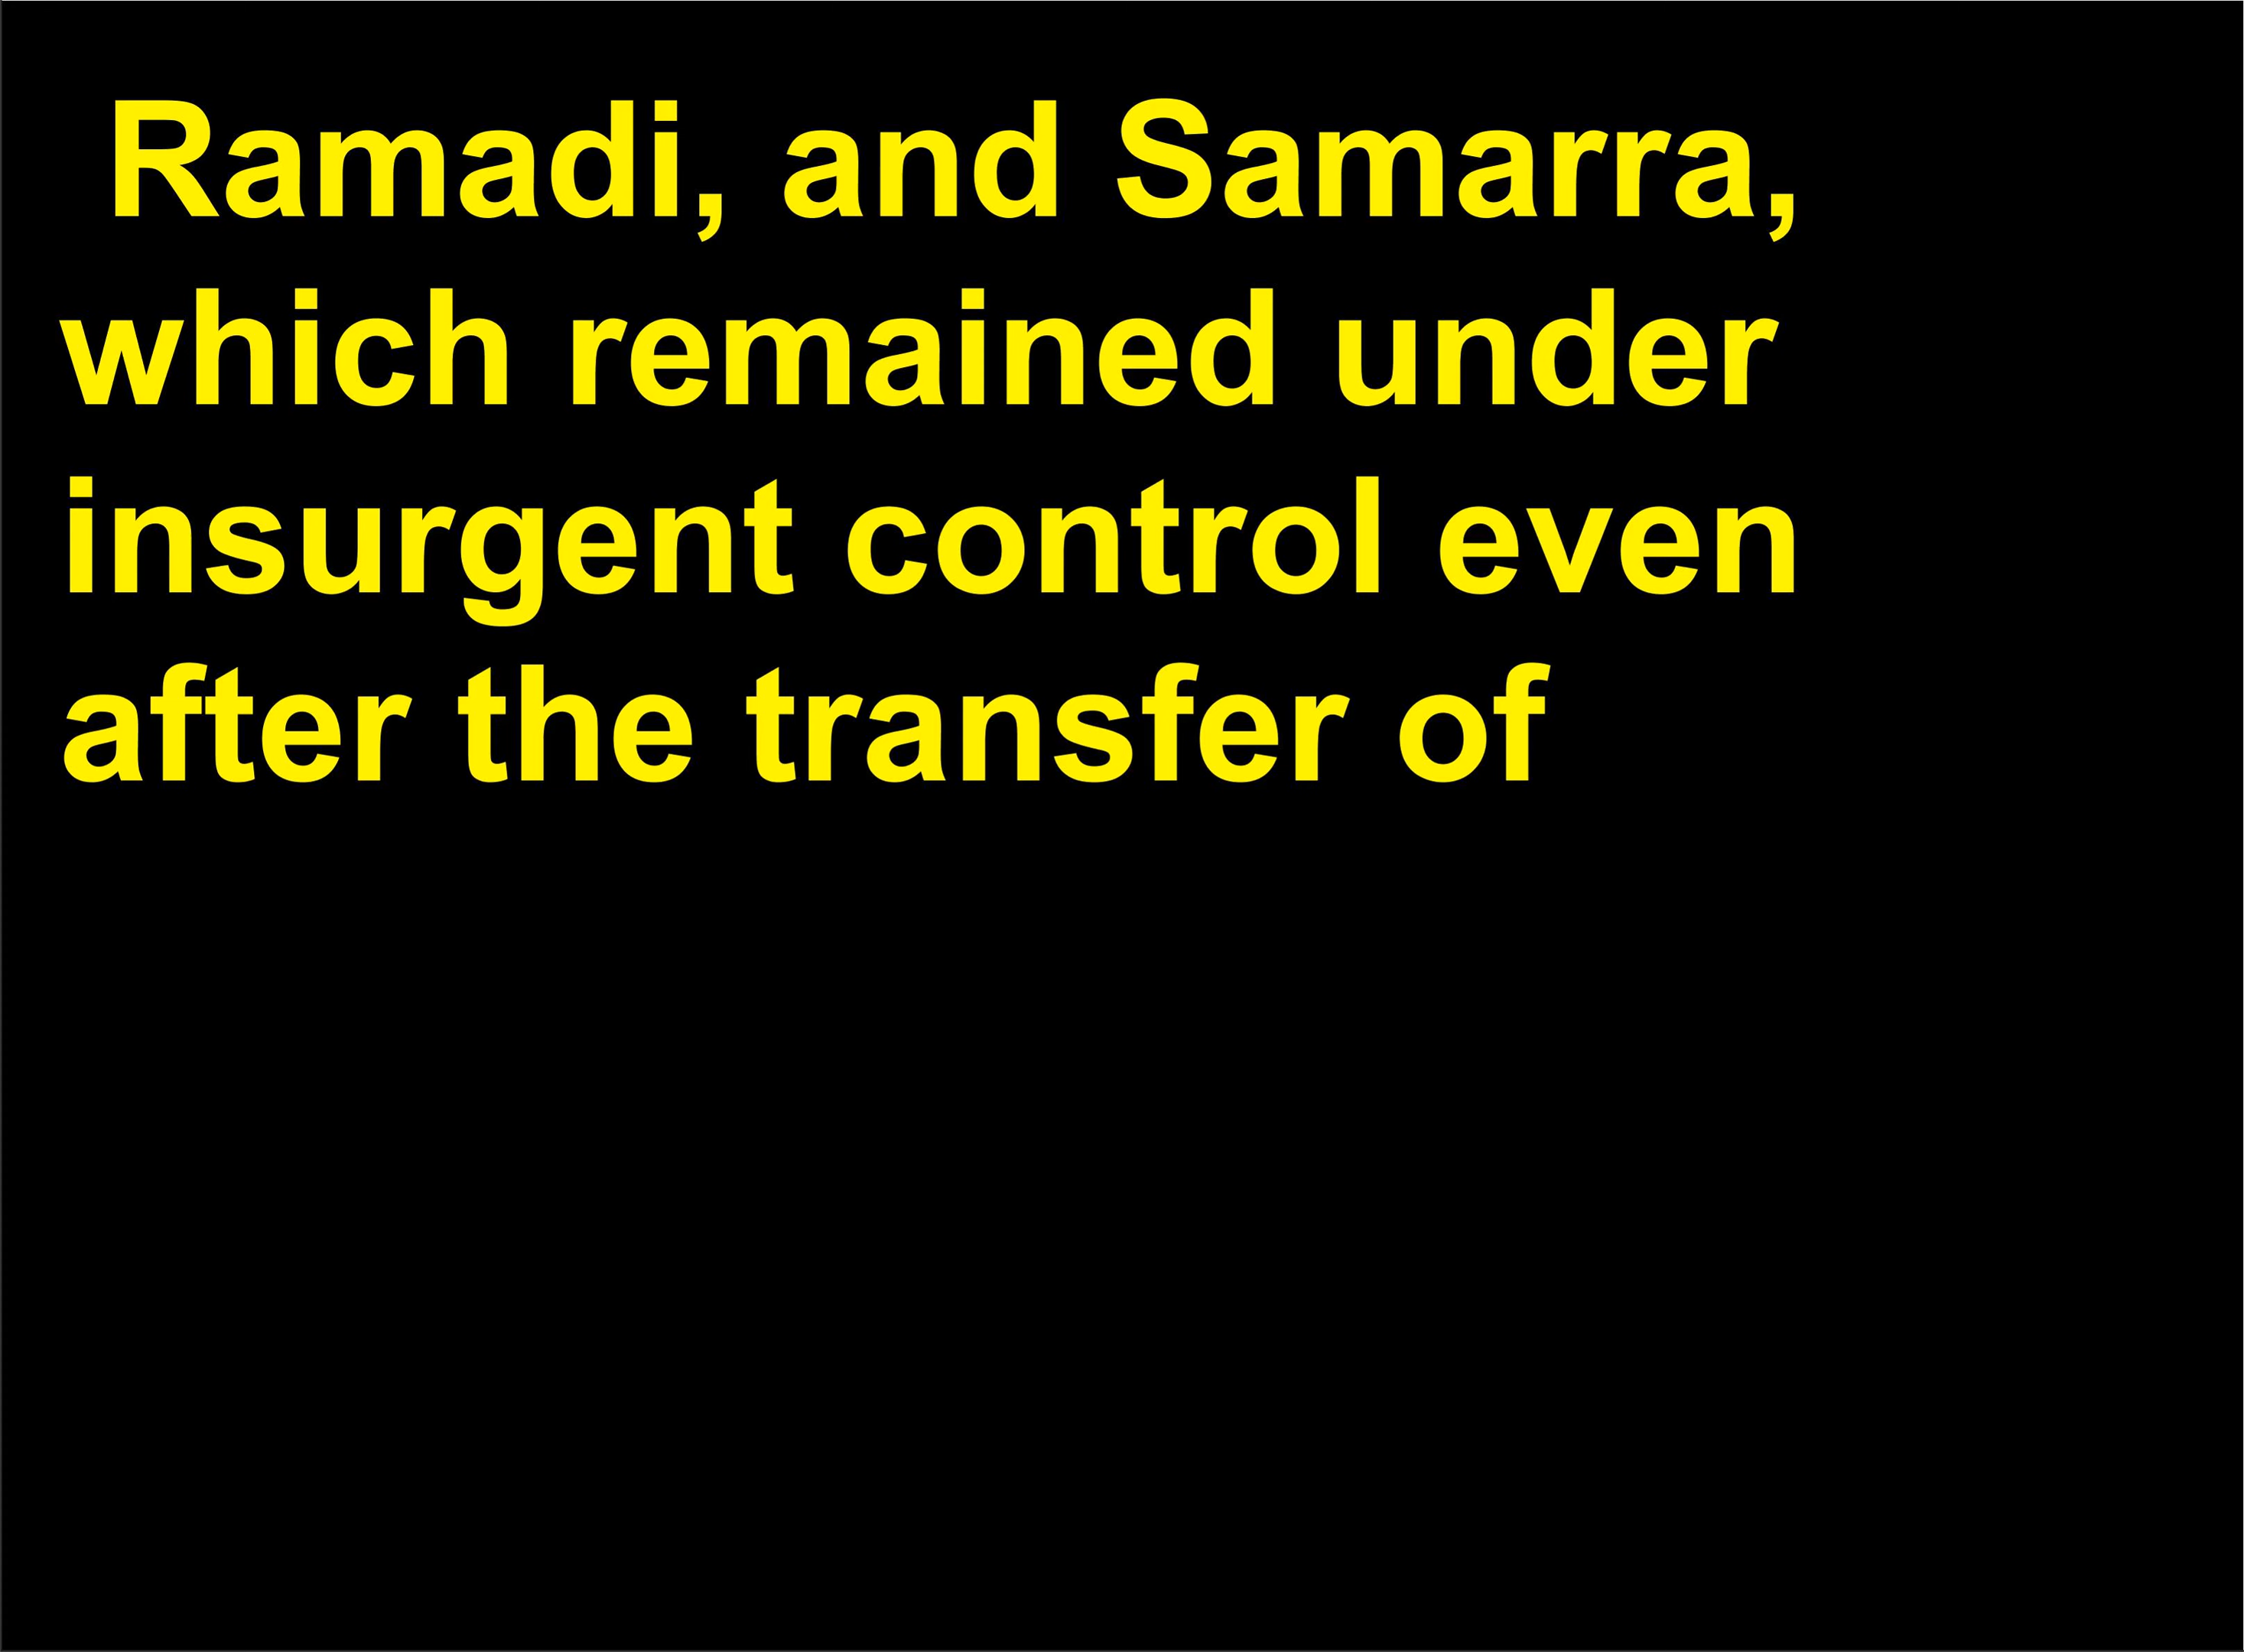 Ramadi, and Samarra,
which remained under
insurgent control even
after the transfer of